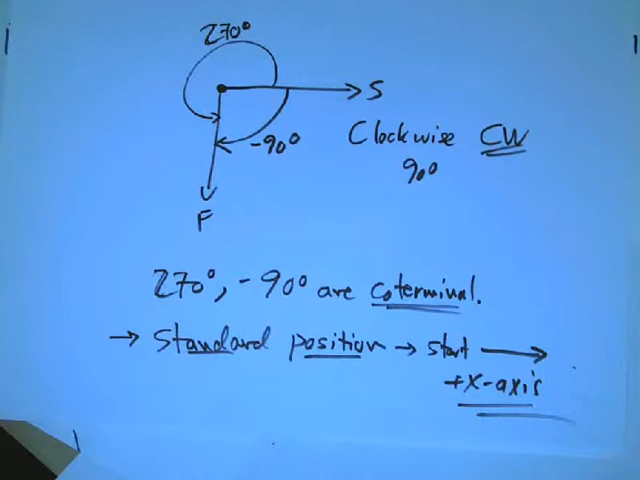 270°
S
-90°
Clockwise CW
90°
F
270°, -90° are coterminal.
→ Standard position → start →
+x-axis